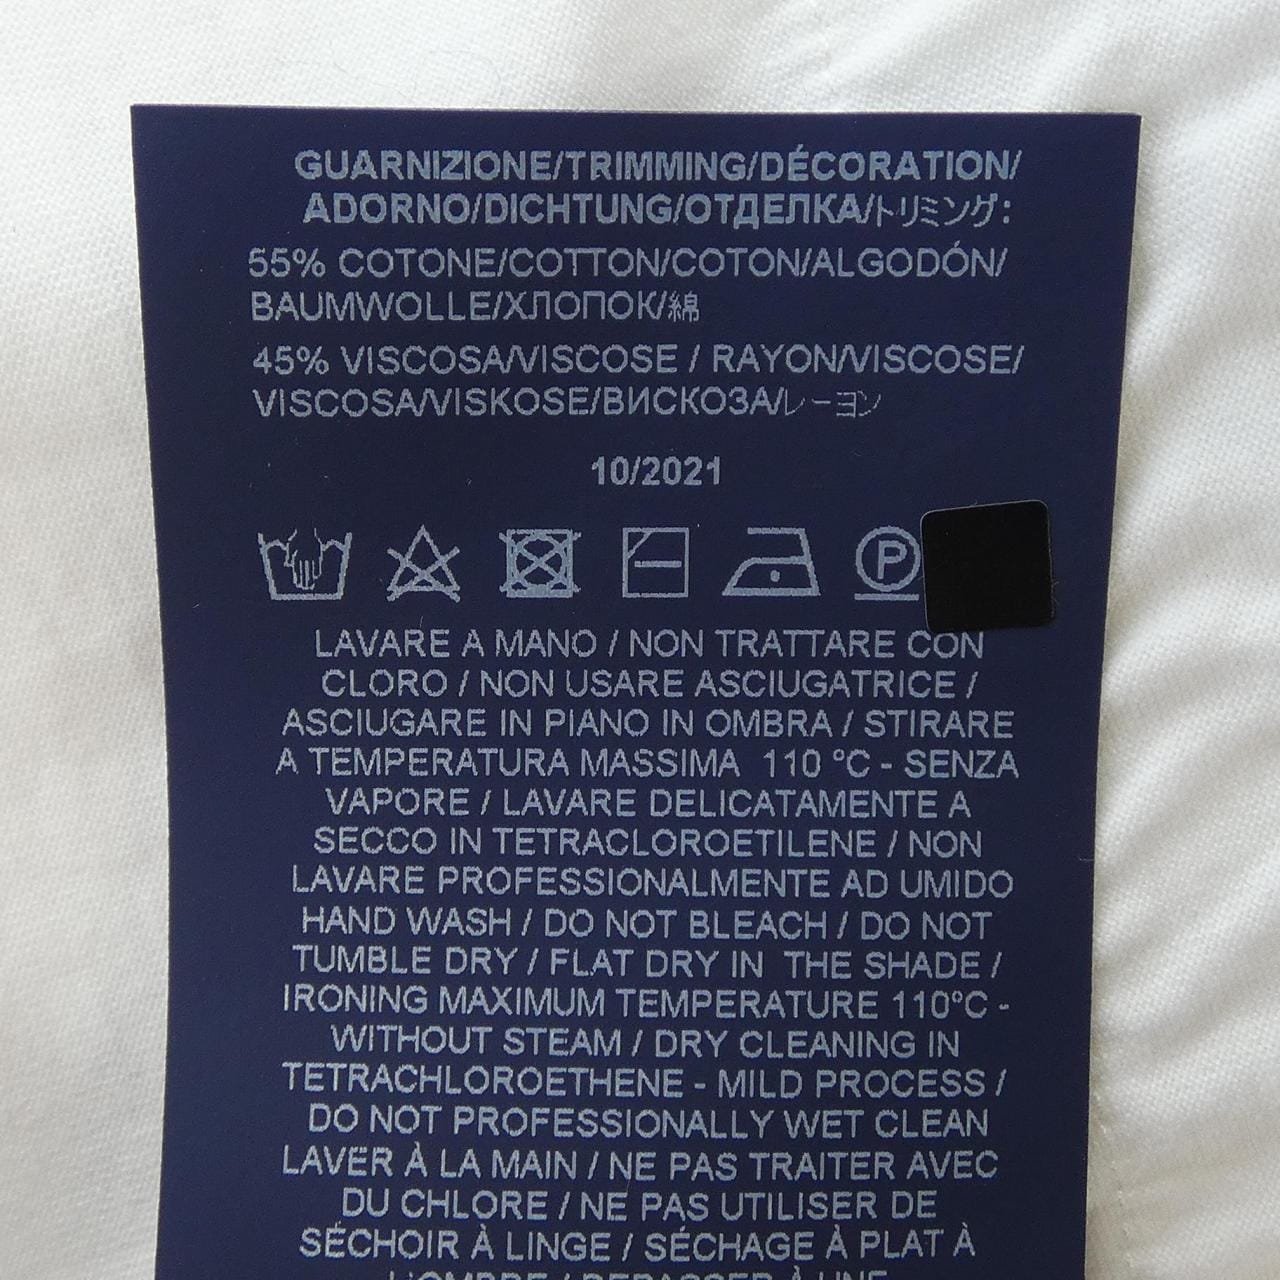 GUARNIZIONE/TRIMMING/DÉCORATION/
ADORNO/DICHTUNG/ОТДЕЛКА/トリミング:
55% COTONE/COTTON/COTON/ALGODÓN/
BAUMWOLLE/ХЛОПОК/綿
45% VISCOSA/VISCOSE / RAYON/VISCOSE/
VISCOSA/VISKOSE/ВИСКОЗА/レーヨン
10/2021
P
LAVARE A MANO / NON TRATTARE CON
CLORO / NON USARE ASCIUGATRICE /
ASCIUGARE IN PIANO IN OMBRA / STIRARE
A TEMPERATURA MASSIMA 110 °C - SENZA
VAPORE / LAVARE DELICATAMENTE A
SECCO IN TETRACLOROETILENE / NON
LAVARE PROFESSIONALMENTE AD UMIDO
HAND WASH / DO NOT BLEACH / DO NOT
TUMBLE DRY / FLAT DRY IN THE SHADE /
IRONING MAXIMUM TEMPERATURE 110°C -
WITHOUT STEAM / DRY CLEANING IN
TETRACHLOROETHENE - MILD PROCESS /
DO NOT PROFESSIONALLY WET CLEAN
LAVER À LA MAIN / NE PAS TRAITER AVEC
DU CHLORE / NE PAS UTILISER DE
SÉCHOIR À LINGE / SÉCHAGE À PLAT À
L'OMBRE / REPASSER À UNE